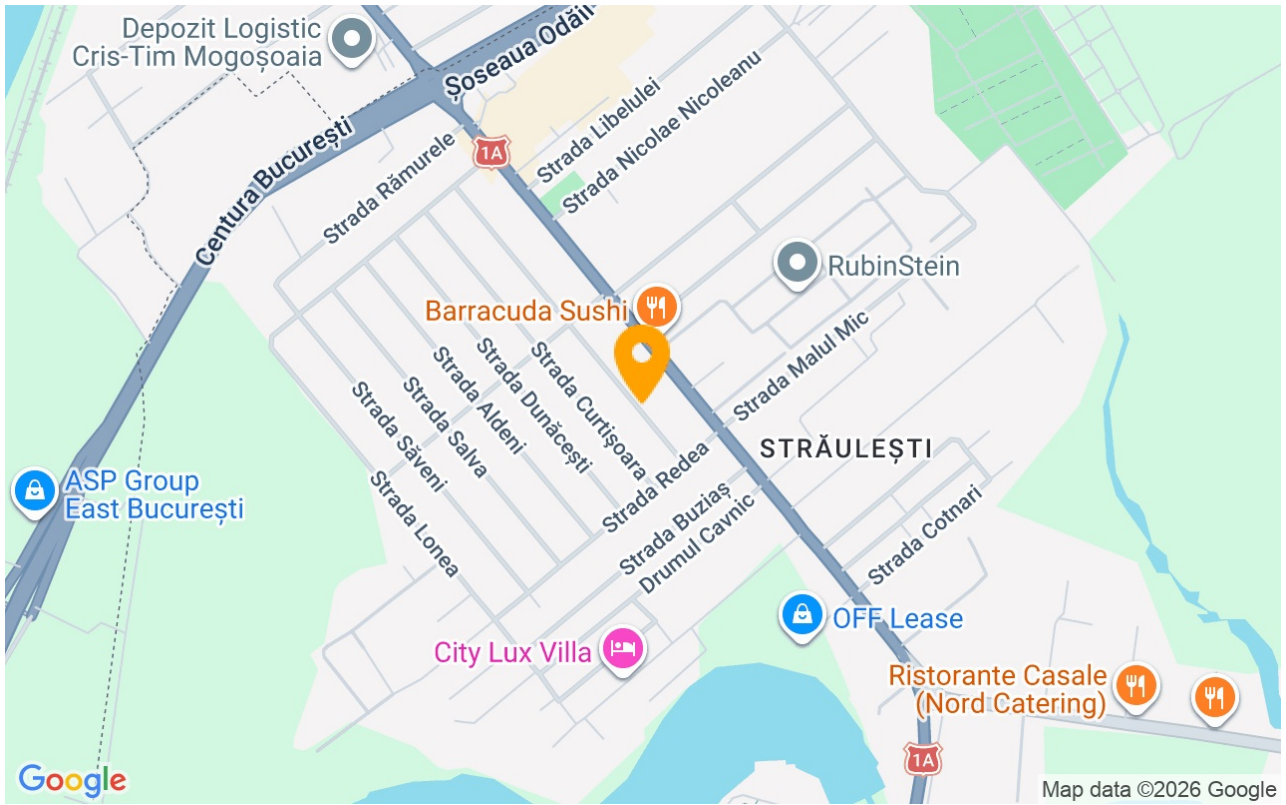 Depozit Logistic
Cris-Tim Mogoșoaia
Șoseaua Odăii
Strada Libelulei
Strada Nicolae Nicoleanu
1A
Centura București
Strada Rămurele
RubinStein
Barracuda Sushi
Strada Malul Mic
Strada Curtișoara
Strada Dunăcești
Strada Aldeni
Strada Salva
Strada Săveni
Strada Lonea
STRĂULEȘTI
ASP Group
East București
Strada Redea
Strada Buziaș
Drumul Cavnic
Strada Cotnari
OFF Lease
City Lux Villa
Ristorante Casale
(Nord Catering)
1A
Google
Map data ©2026 Google